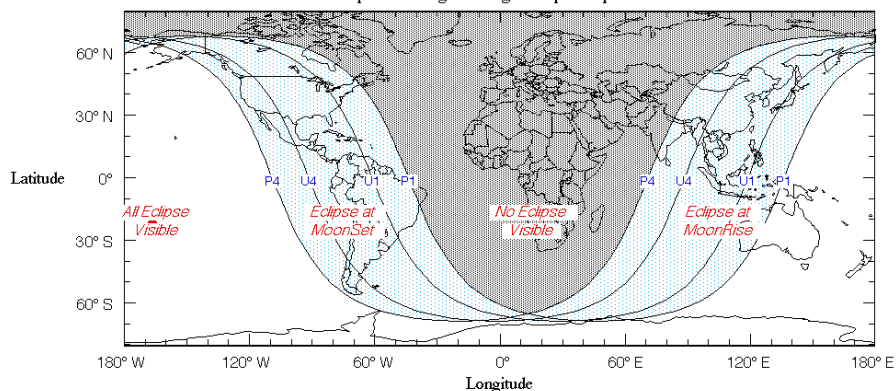 60° N
30° N
Latitude
0°
30° S
60° S
P4 U4 U1 P1 P4 U4 U1 P1
All Eclipse
Visible
Eclipse at
MoonSet
No Eclipse
Visible
Eclipse at
MoonRise
180° W 120° W 60° W 0° 60° E 120° E 180° E
Longitude